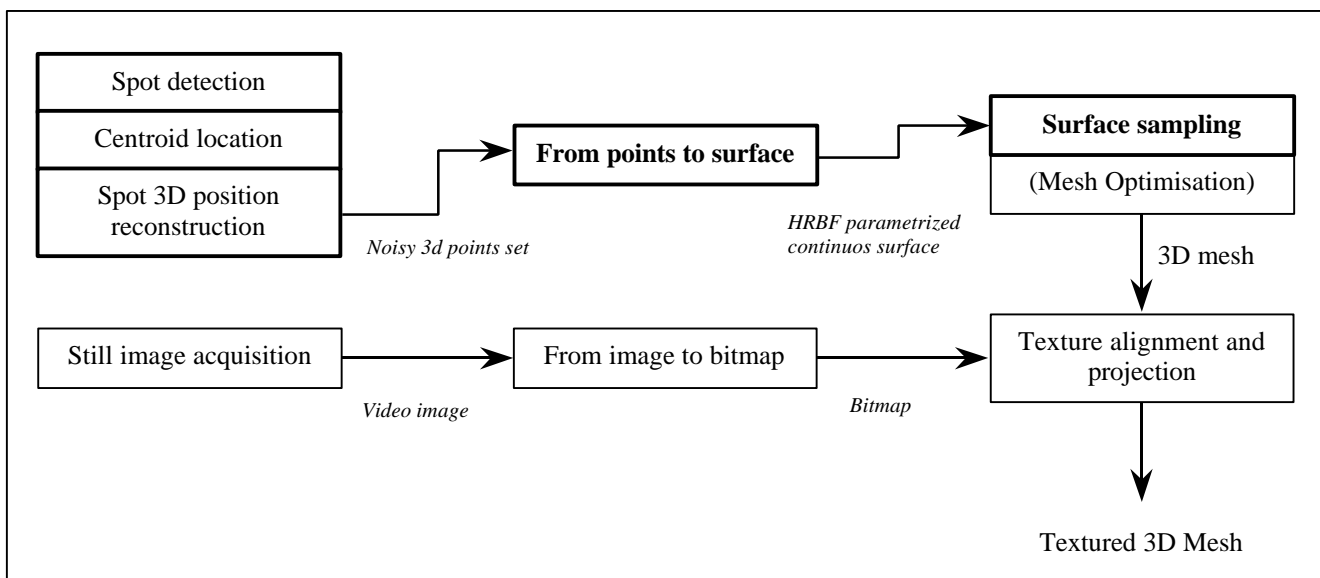 Spot detection
Centroid location
Spot 3D position
reconstruction
Noisy 3d points set
From points to surface
HRBF parametrized
continuos surface
Surface sampling
(Mesh Optimisation)
3D mesh
Still image acquisition
Video image
From image to bitmap
Bitmap
Texture alignment and
projection
Textured 3D Mesh